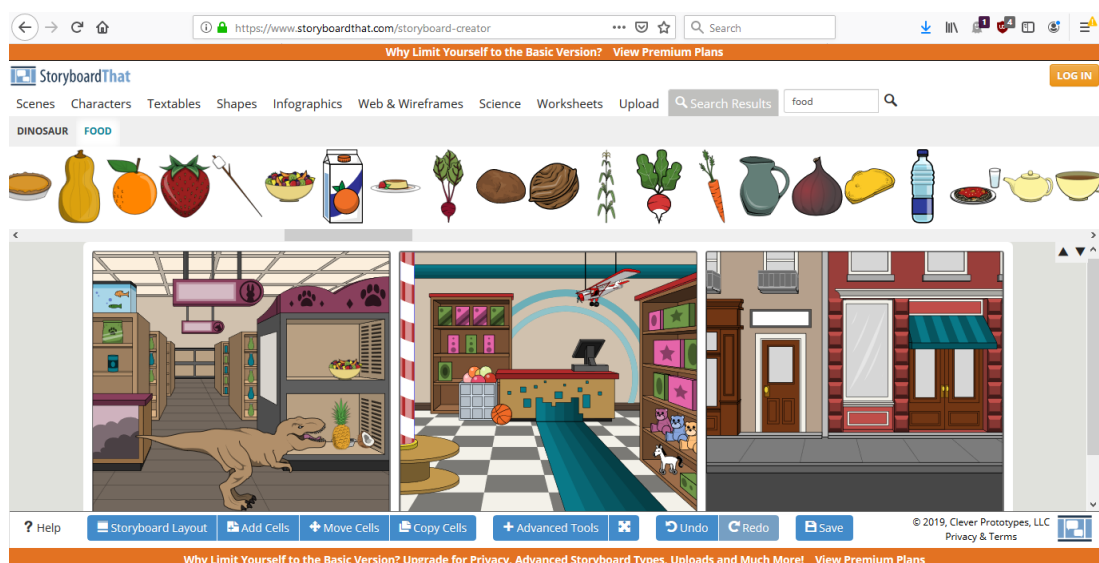 https://www.storyboardthat.com/storyboard-creator
Search
1
4
Why Limit Yourself to the Basic Version? View Premium Plans
StoryboardThat
LOG IN
Scenes Characters Textables Shapes Infographics Web & Wireframes Science Worksheets Upload Search Results food
DINOSAUR FOOD
? Help Storyboard Layout Add Cells Move Cells Copy Cells + Advanced Tools Undo Redo Save
© 2019, Clever Prototypes, LLC
Privacy & Terms
Why Limit Yourself to the Basic Version? Upgrade for Privacy, Advanced Storyboard Types, Uploads and Much More! View Premium Plans